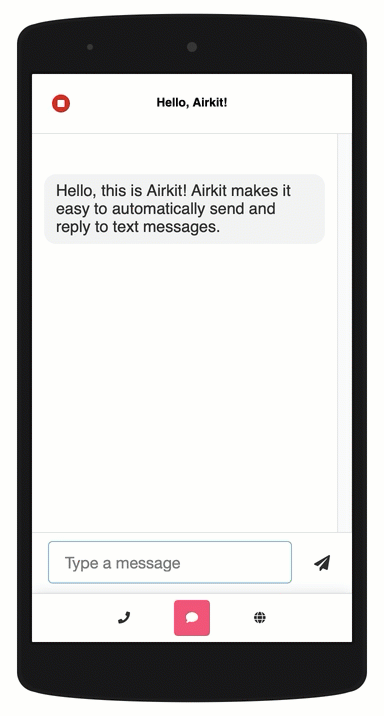 Hello, Airkit!
Hello, this is Airkit! Airkit makes it
easy to automatically send and
reply to text messages.
Type a message